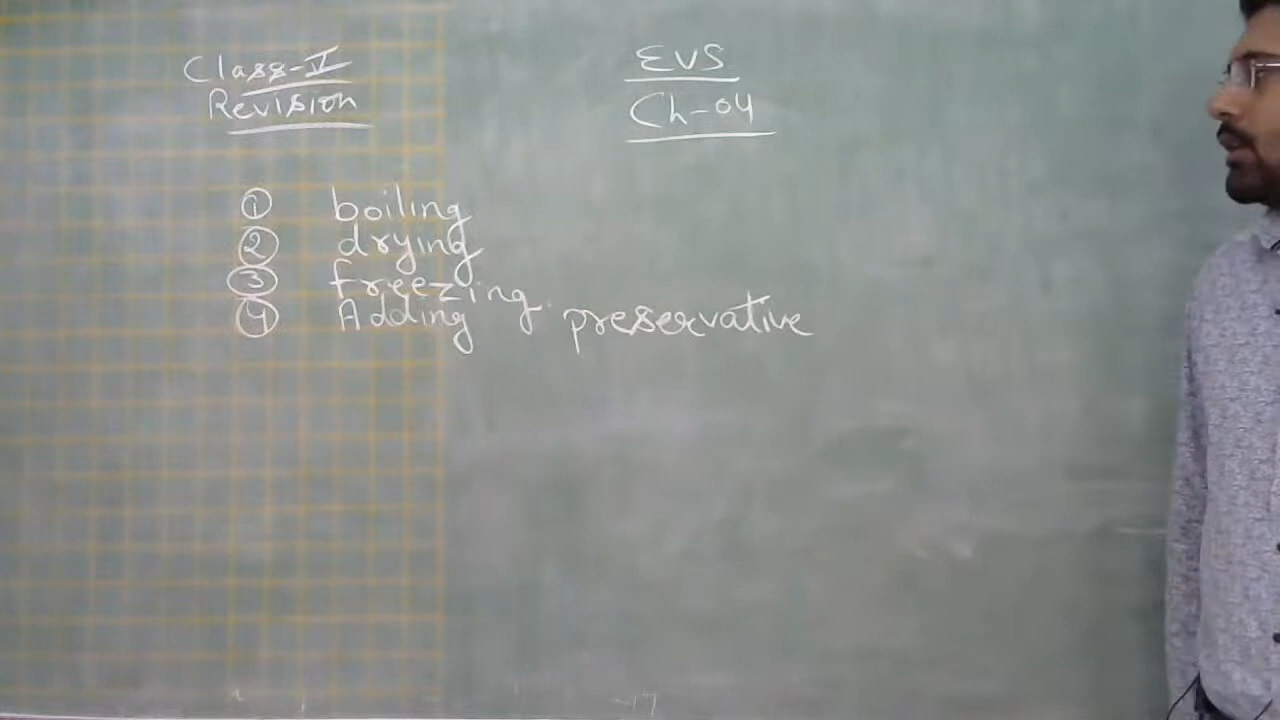 Class-V
Revision
EVS
Ch-04
① boiling
② drying
③ freezing.
④ Adding preservative